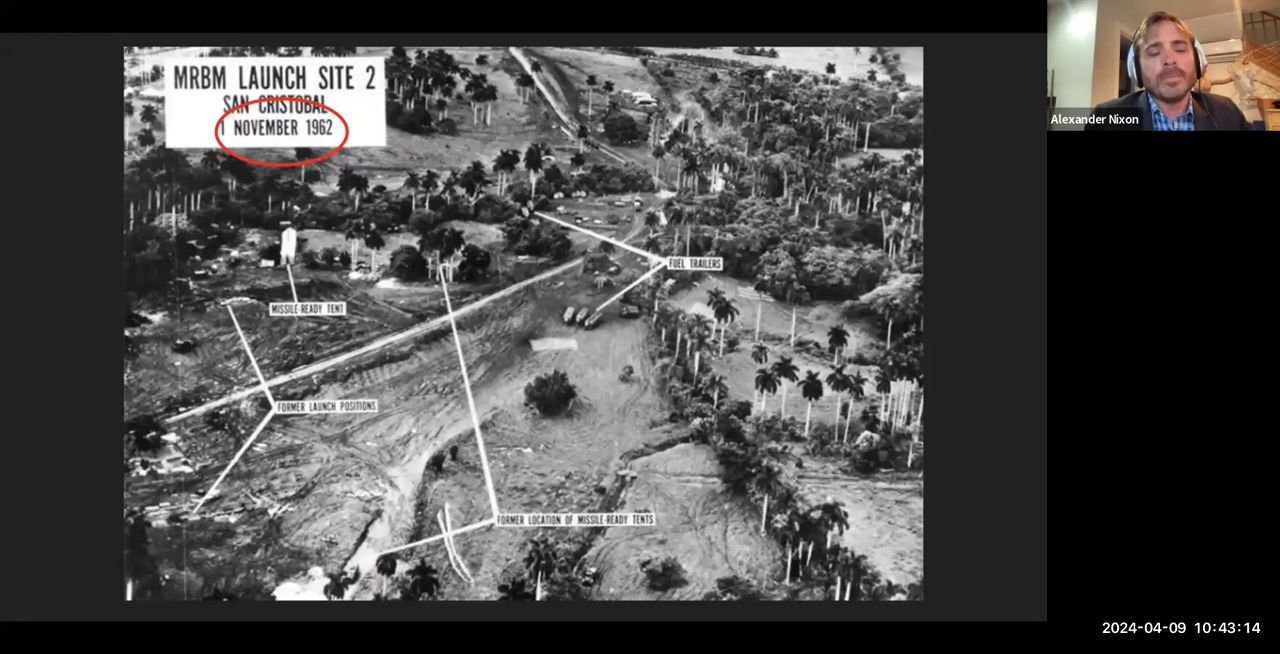 MRBM LAUNCH SITE 2
SAN CRISTOBAL
1 NOVEMBER 1962
Alexander Nixon
FUEL TRAILERS
MISSILE-READY TENT
FORMER LAUNCH POSITIONS
FORMER LOCATION OF MISSILE-READY TENTS
2024-04-09 10:43:14